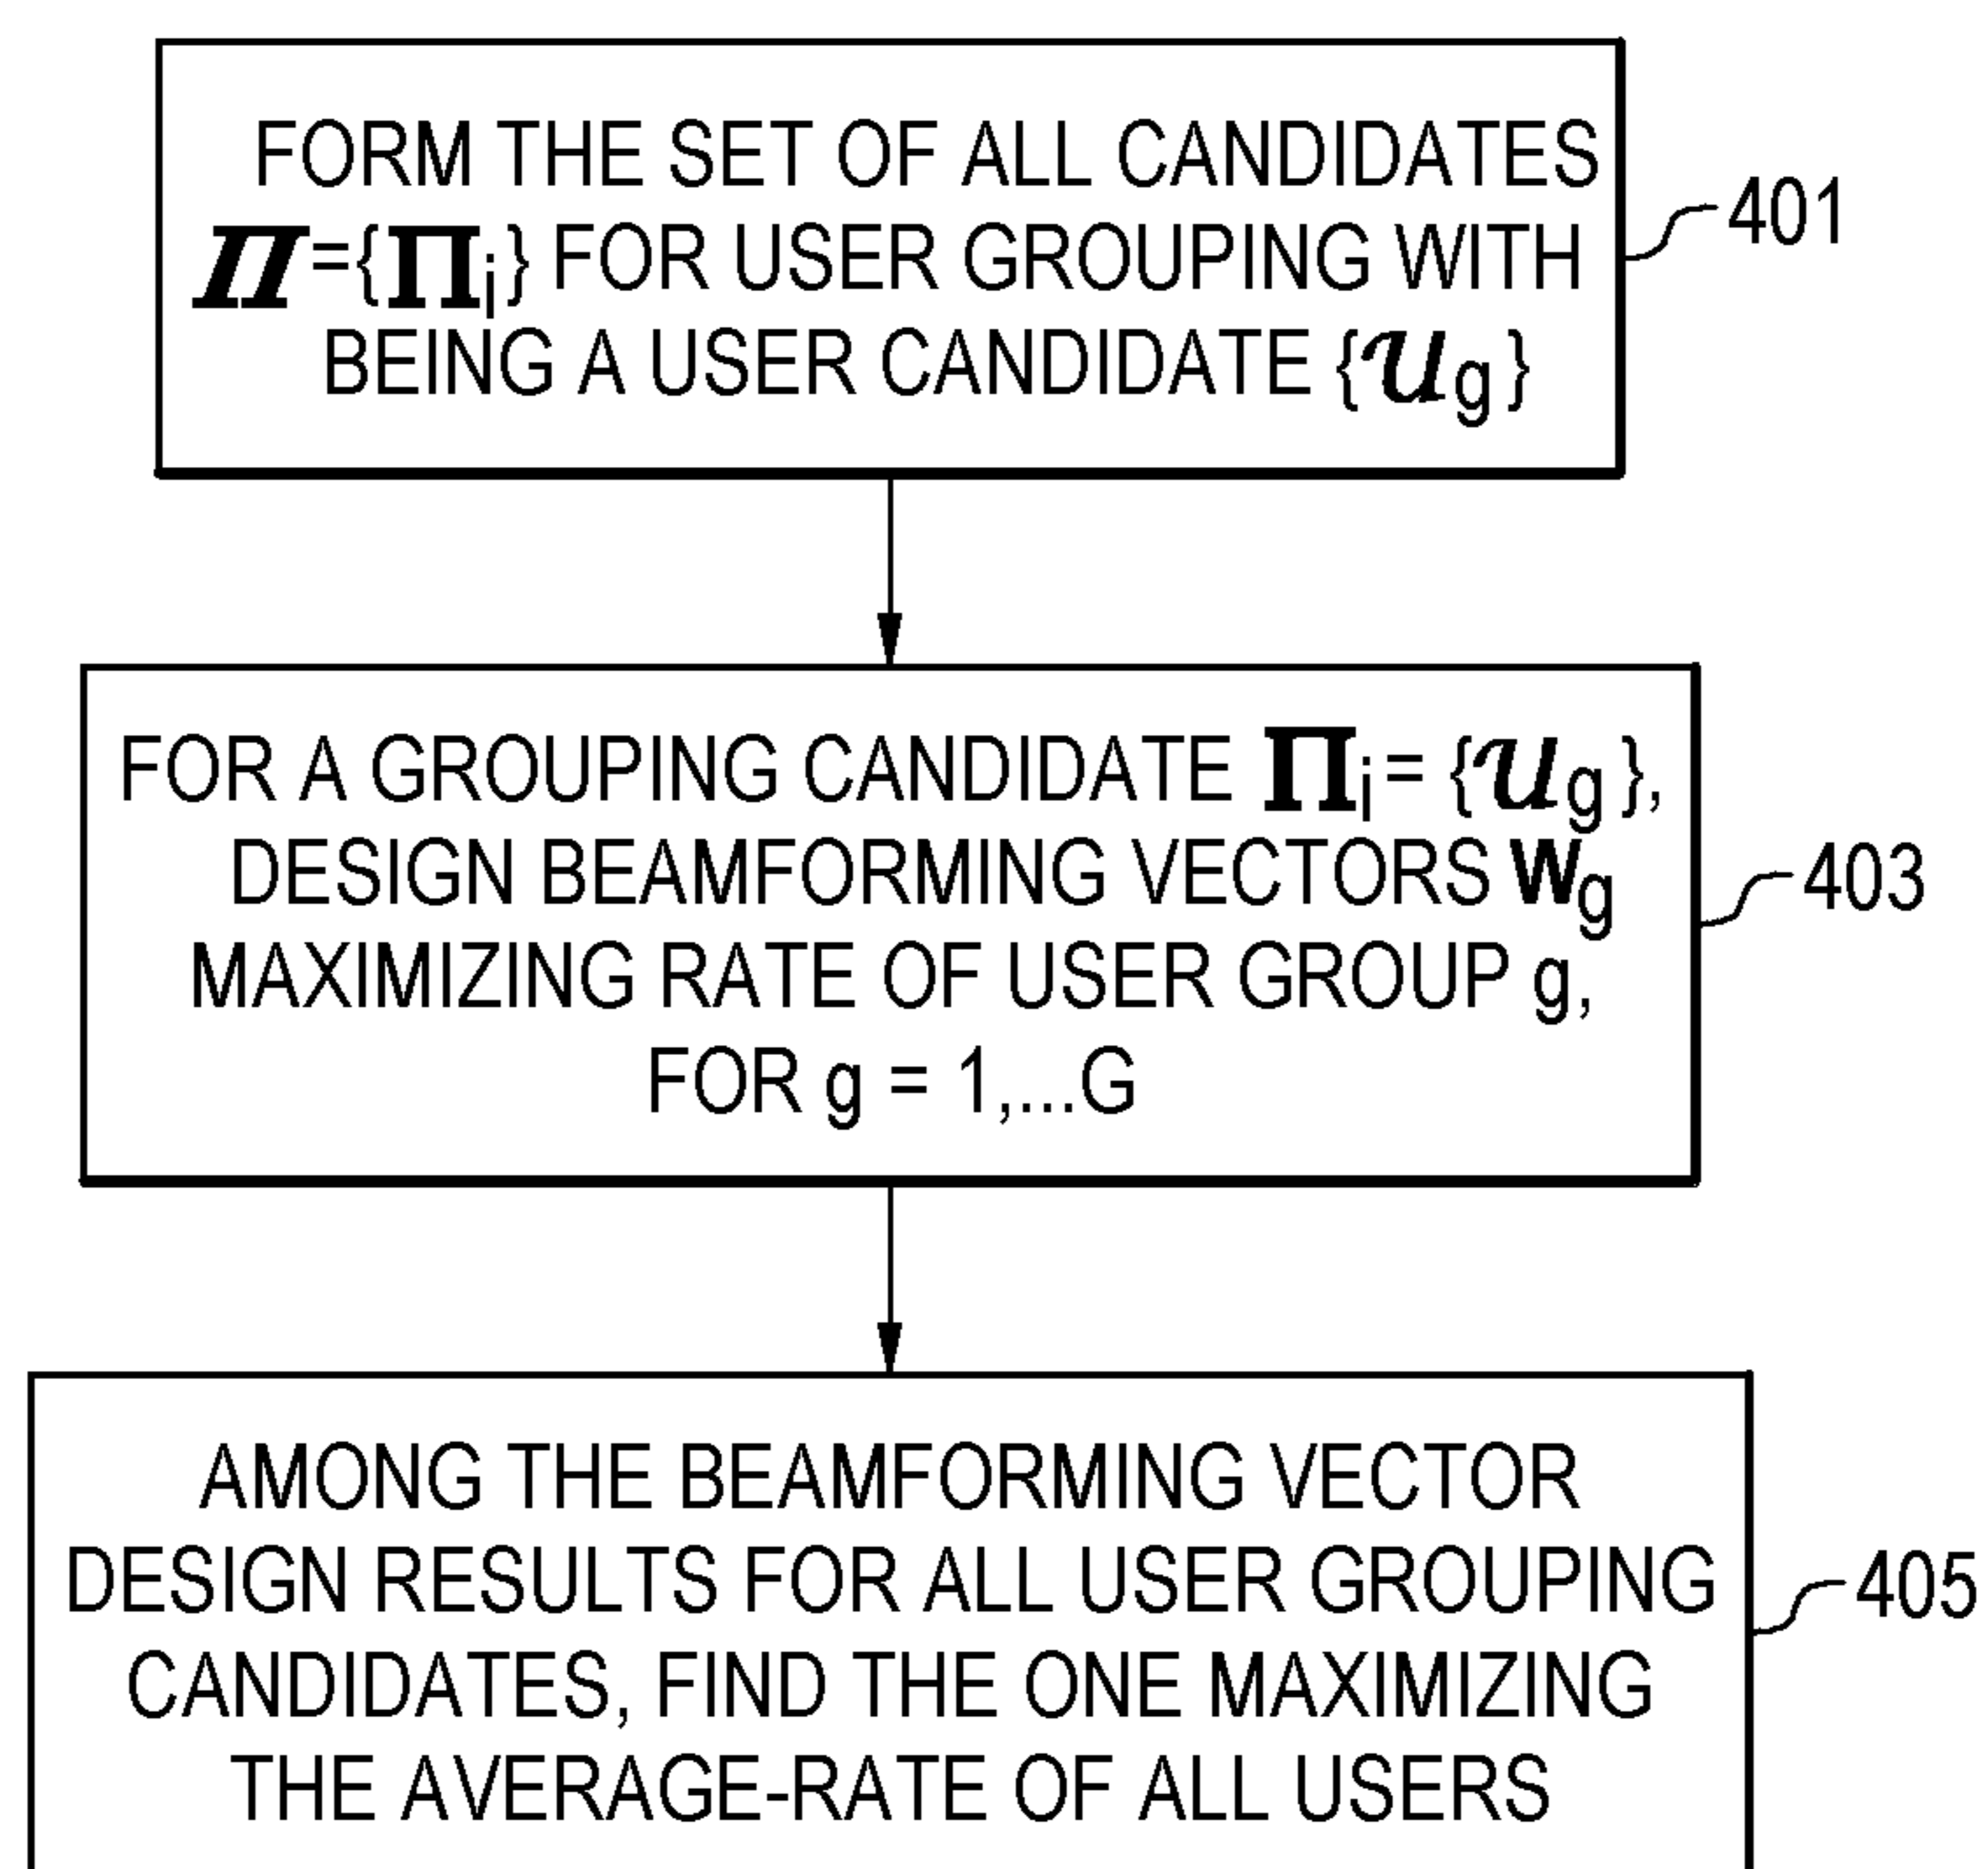 FORM THE SET OF ALL CANDIDATES
𝜫={𝚷i} FOR USER GROUPING WITH
BEING A USER CANDIDATE {𝓤g}
401
FOR A GROUPING CANDIDATE 𝚷i= {𝓤g},
DESIGN BEAMFORMING VECTORS 𝐖g
MAXIMIZING RATE OF USER GROUP g,
FOR g = 1,...G
403
AMONG THE BEAMFORMING VECTOR
DESIGN RESULTS FOR ALL USER GROUPING
CANDIDATES, FIND THE ONE MAXIMIZING
THE AVERAGE-RATE OF ALL USERS
405